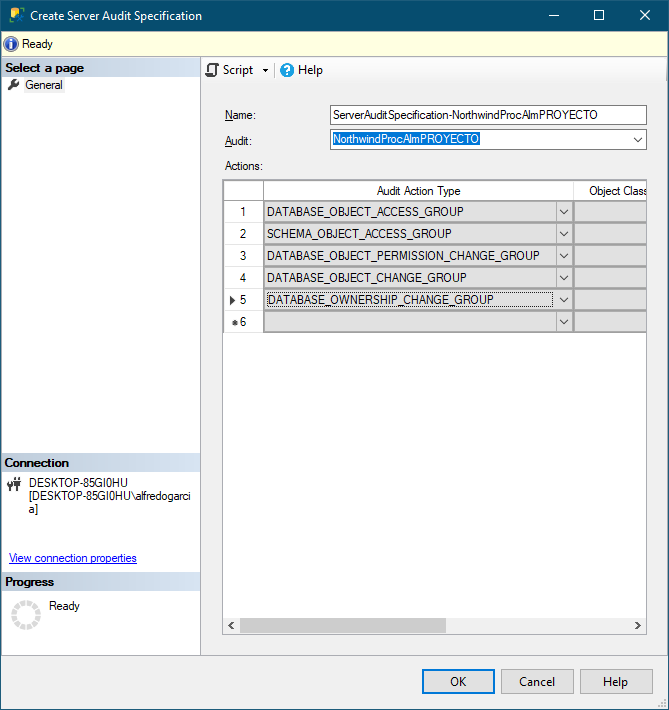 Create Server Audit Specification
Ready
Select a page
General
Script
Help
Name:
ServerAuditSpecification-NorthwindProcAlmPROYECTO
Audit:
NorthwindProcAlmPROYECTO
Actions:
Audit Action Type
Object Class
1 DATABASE_OBJECT_ACCESS_GROUP
2 SCHEMA_OBJECT_ACCESS_GROUP
3 DATABASE_OBJECT_PERMISSION_CHANGE_GROUP
4 DATABASE_OBJECT_CHANGE_GROUP
5 DATABASE_OWNERSHIP_CHANGE_GROUP
6
Connection
DESKTOP-85GI0HU
[DESKTOP-85GI0HU\alfredogarci
a]
View connection properties
Progress
Ready
OK
Cancel
Help